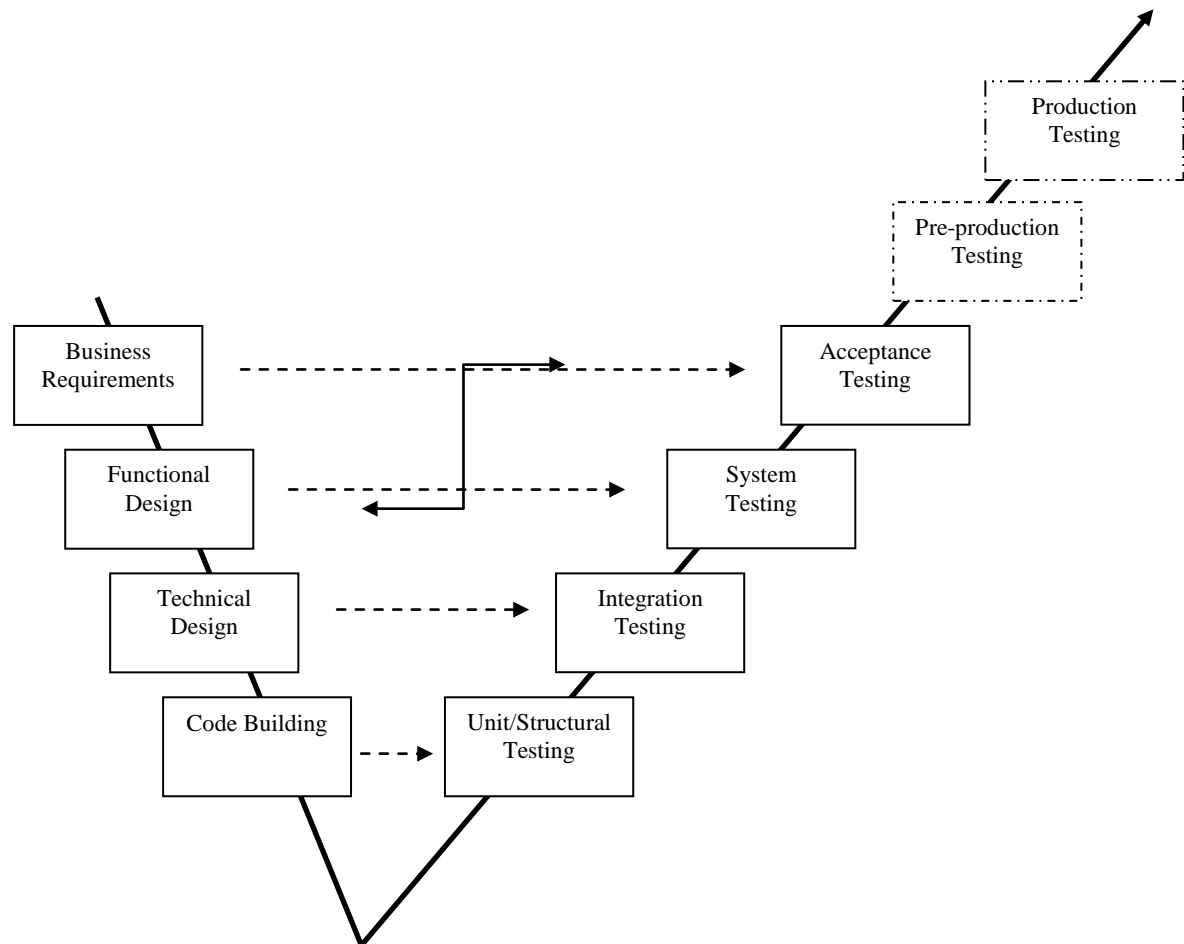 Production
Testing
Pre-production
Testing
Business
Requirements
Acceptance
Testing
Functional
Design
System
Testing
Technical
Design
Integration
Testing
Code Building
Unit/Structural
Testing